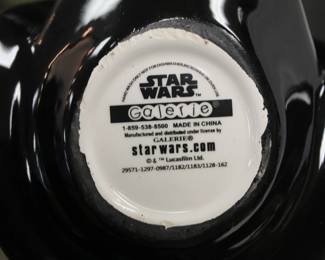 STAR
WARS™
Galerie
1-859-538-8500 MADE IN CHINA
Manufactured and distributed under license by
GALERIE®
starwars.com
© & ™ Lucasfilm Ltd.
29571-1297-0987/1182/1183/1128-162